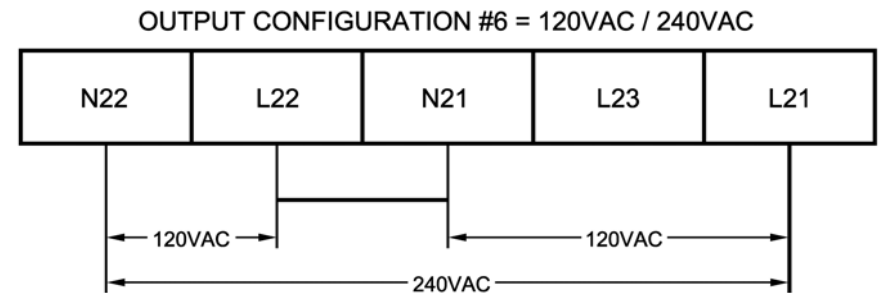 OUTPUT CONFIGURATION #6 = 120VAC / 240VAC
N22 L22 N21 L23 L21
120VAC 120VAC
240VAC